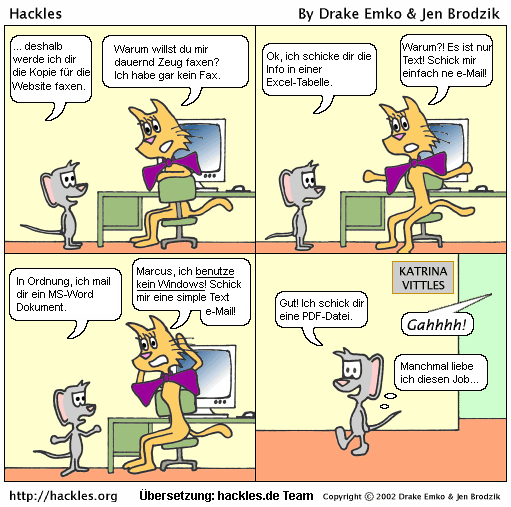 Hackles
By Drake Emko & Jen Brodzik
... deshalb
werde ich dir
die Kopie für die
Website faxen.
Warum willst du mir
dauernd Zeug faxen?
Ich habe gar kein Fax.
Ok, ich schicke dir die
Info in einer
Excel-Tabelle.
Warum?! Es ist nur
Text! Schick mir
einfach ne e-Mail!
In Ordnung, ich mail
dir ein MS-Word
Dokument.
Marcus, ich benutze
kein Windows! Schick
mir eine simple Text
e-Mail!
KATRINA
VITTLES
Gut! Ich schick dir
eine PDF-Datei.
Gahhhh!
Manchmal liebe
ich diesen Job...
http://hackles.org
Übersetzung: hackles.de Team
Copyright © 2002 Drake Emko & Jen Brodzik